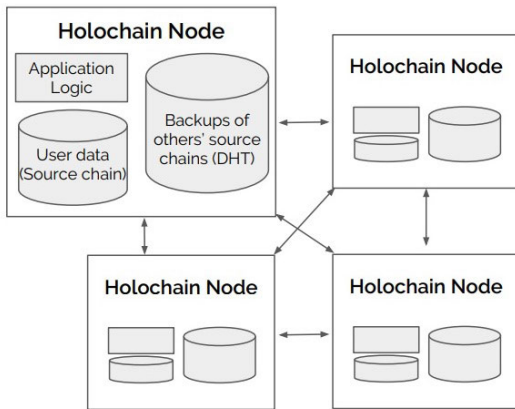 Holochain Node
Application
Logic
User data
(Source chain)
Backups of
others’ source
chains (DHT)
Holochain Node
Holochain Node
Holochain Node